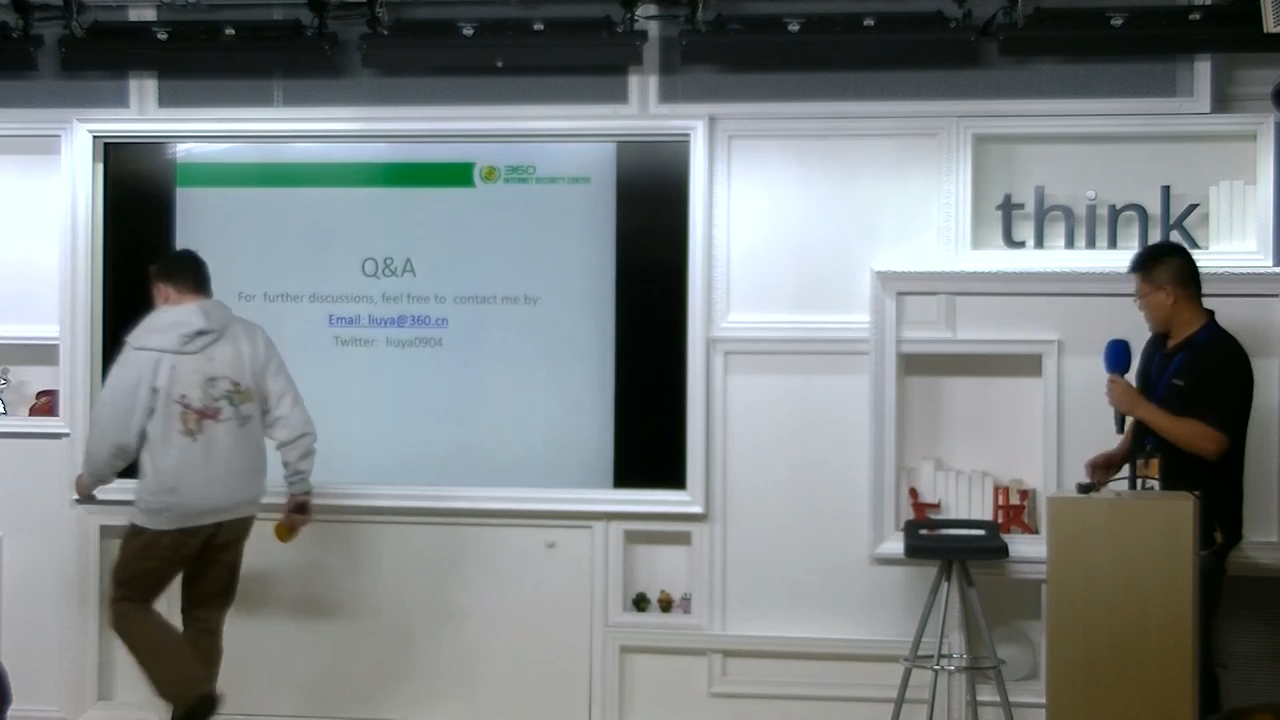 360
INTERNET SECURITY CENTER
Q&A
For further discussions, feel free to contact me by:
Email: liuya@360.cn
Twitter: liuya0904
think